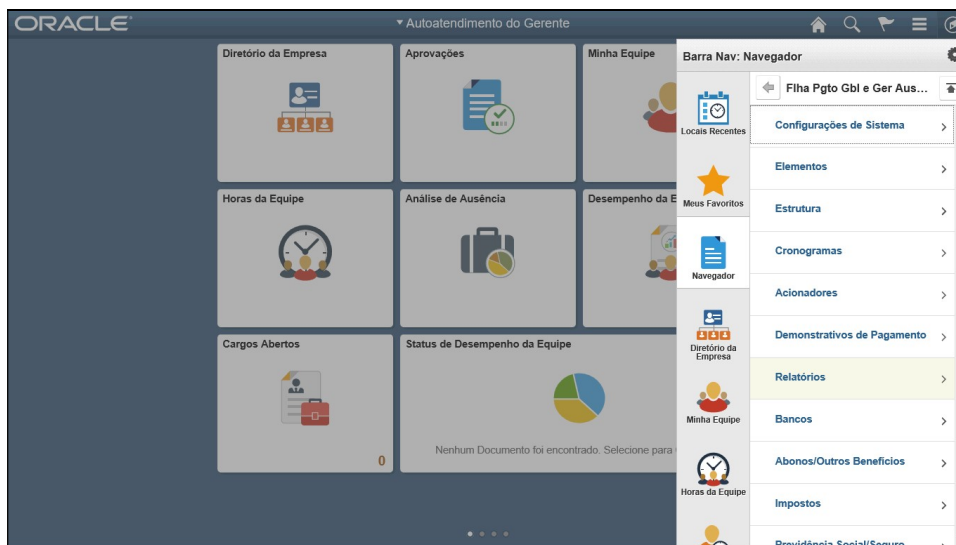 ORACLE
Autoatendimento do Gerente
Diretório da Empresa
Aprovações
Minha Equipe
Horas da Equipe
Análise de Ausência
Desempenho da E
Cargos Abertos
0
Status de Desempenho da Equipe
Nenhum Documento foi encontrado. Selecione para
Barra Nav: Navegador
Locais Recentes
Meus Favoritos
Navegador
Diretório da
Empresa
Minha Equipe
Horas da Equipe
Flha Pgto Gbl e Ger Aus...
Configurações de Sistema
Elementos
Estrutura
Cronogramas
Acionadores
Demonstrativos de Pagamento
Relatórios
Bancos
Abonos/Outros Benefícios
Impostos
Previdência Social/Seguro